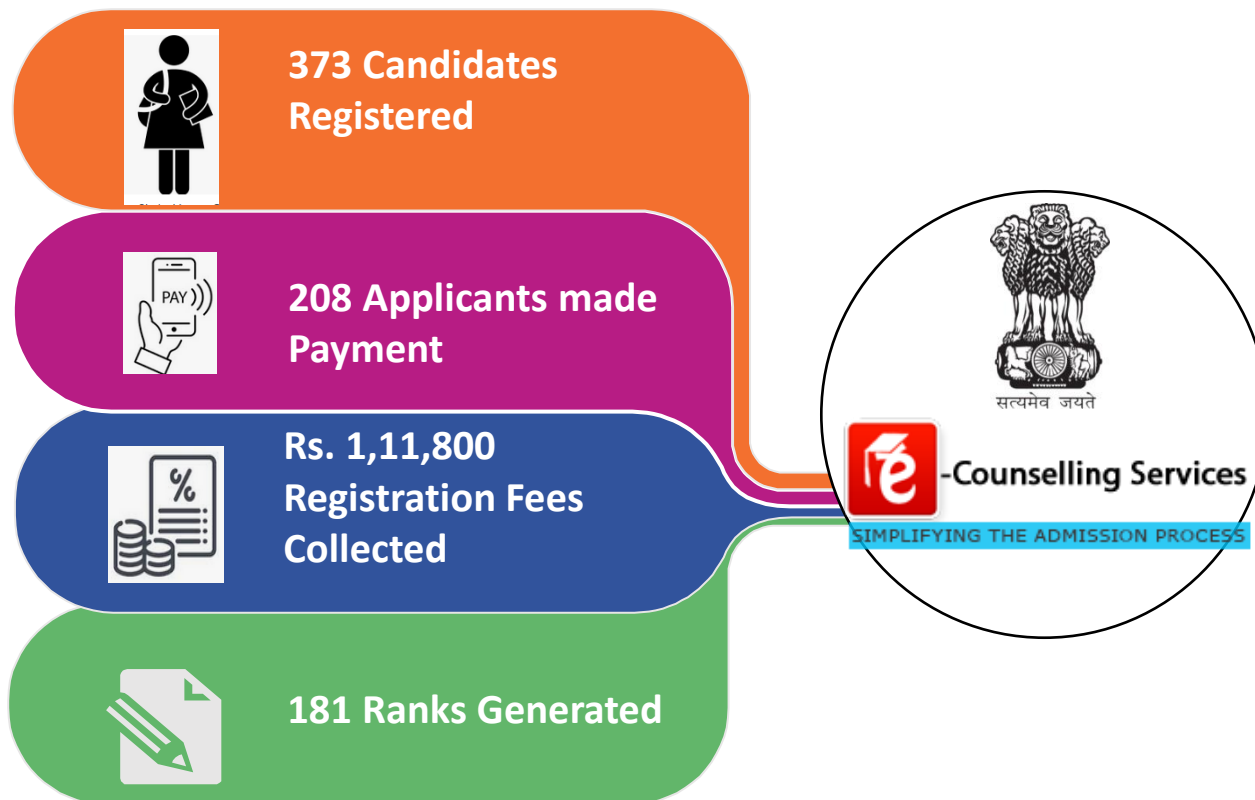 373 Candidates
Registered
PAY
208 Applicants made
Payment
%
Rs. 1,11,800
Registration Fees
Collected
181 Ranks Generated
सत्यमेव जयते
e-Counselling Services
SIMPLIFYING THE ADMISSION PROCESS